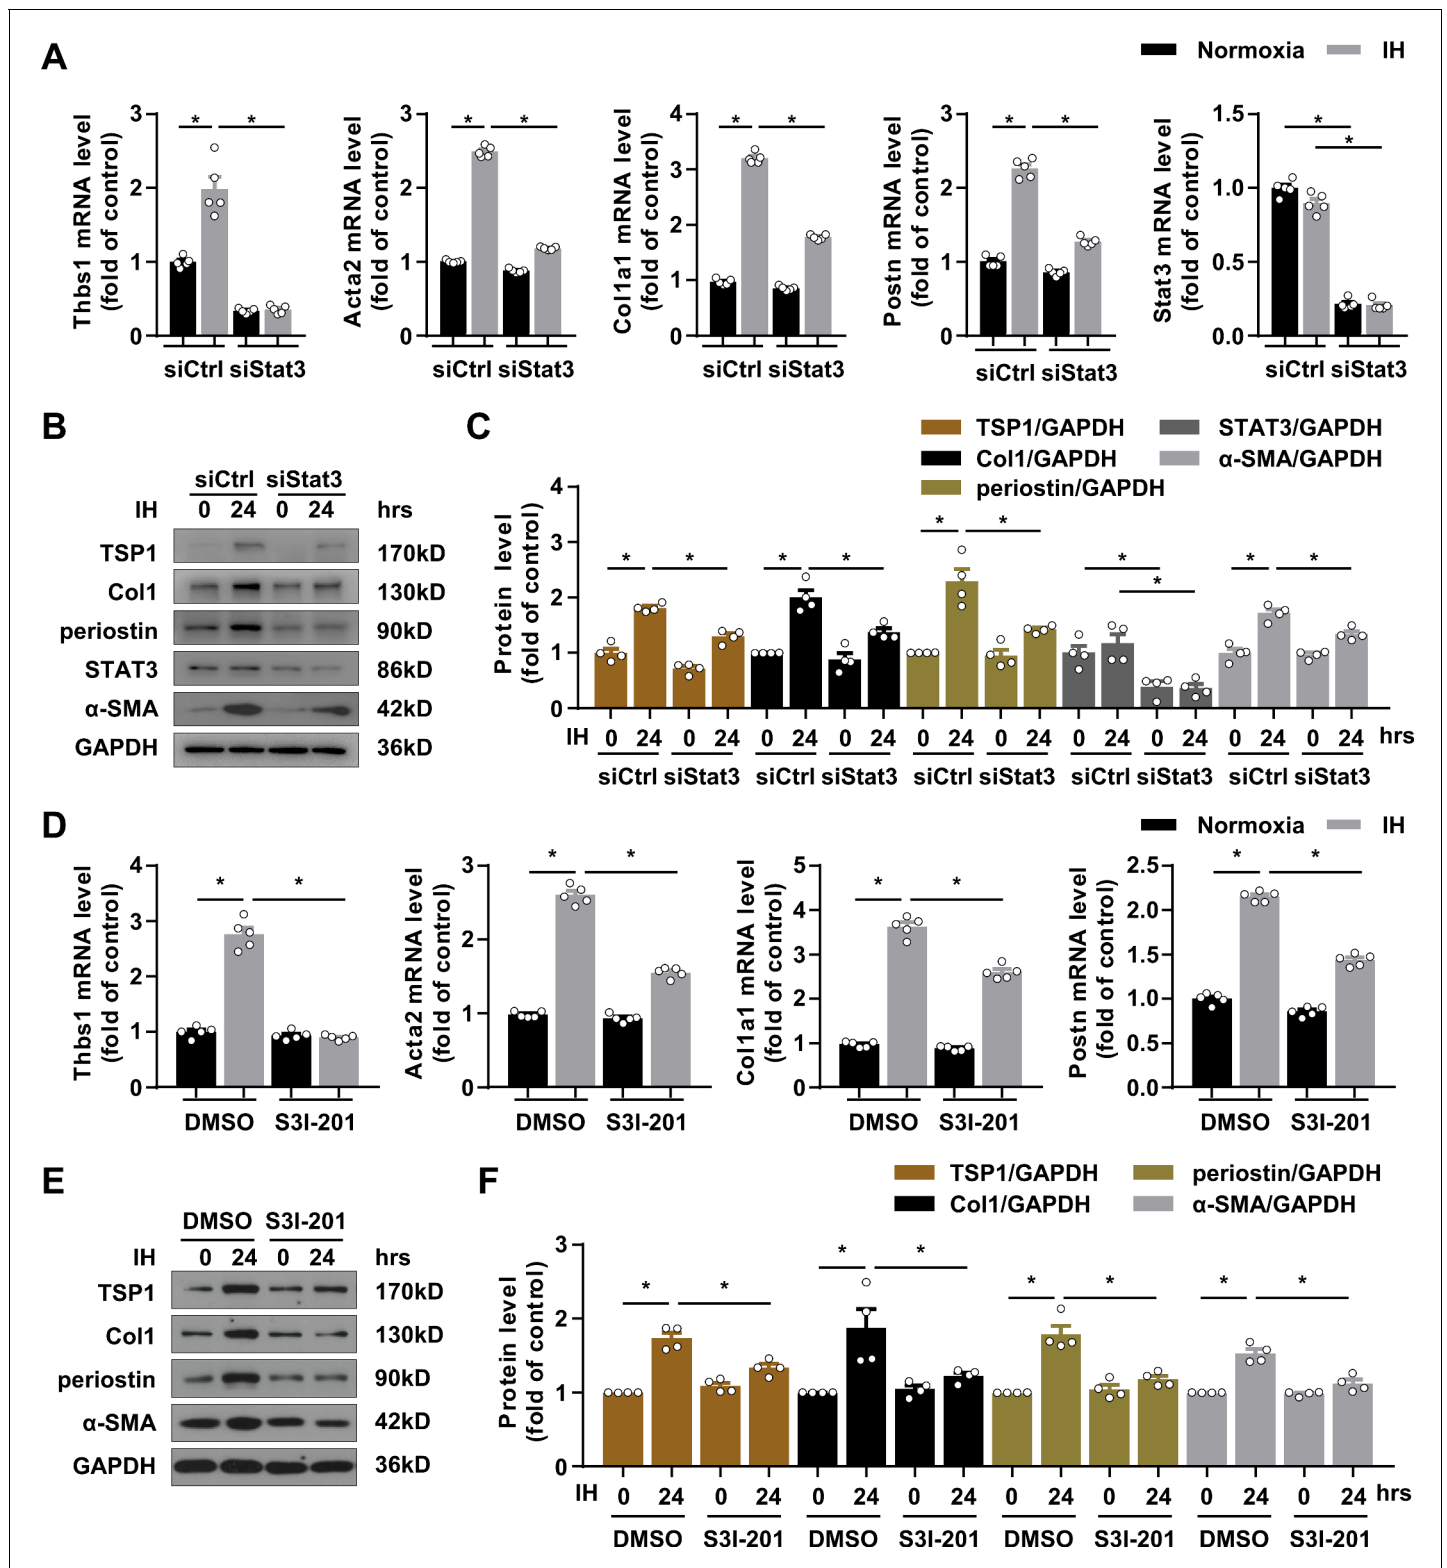 A
Normoxia IH
Thbs1 mRNA level
(fold of control)
3
2
1
0
* *
siCtrl siStat3
Acta2 mRNA level
(fold of control)
3
2
1
0
* *
siCtrl siStat3
Col1a1 mRNA level
(fold of control)
4
3
2
1
0
* *
siCtrl siStat3
Postn mRNA level
(fold of control)
3
2
1
0
* *
siCtrl siStat3
Stat3 mRNA level
(fold of control)
1.5
1.0
0.5
0.0
*
*
siCtrl siStat3
B
siCtrl siStat3
IH 0 24 0 24 hrs
TSP1 170kD
Col1 130kD
periostin 90kD
STAT3 86kD
α-SMA 42kD
GAPDH 36kD
C
TSP1/GAPDH STAT3/GAPDH
Col1/GAPDH α-SMA/GAPDH
periostin/GAPDH
Protein level
(fold of control)
4
3
2
1
0
* * * * * * * * * *
IH 0 24 0 24 0 24 0 24 0 24 0 24 0 24 0 24 0 24 0 24 hrs
siCtrl siStat3 siCtrl siStat3 siCtrl siStat3 siCtrl siStat3 siCtrl siStat3
D
Normoxia IH
Thbs1 mRNA level
(fold of control)
4
3
2
1
0
* *
DMSO S3I-201
Acta2 mRNA level
(fold of control)
3
2
1
0
* *
DMSO S3I-201
Col1a1 mRNA level
(fold of control)
5
4
3
2
1
0
* *
DMSO S3I-201
Postn mRNA level
(fold of control)
2.5
2.0
1.5
1.0
0.5
0.0
* *
DMSO S3I-201
E
DMSO S3I-201
IH 0 24 0 24 hrs
TSP1 170kD
Col1 130kD
periostin 90kD
α-SMA 42kD
GAPDH 36kD
F
TSP1/GAPDH periostin/GAPDH
Col1/GAPDH α-SMA/GAPDH
Protein level
(fold of control)
3
2
1
0
* * * * * * * *
IH 0 24 0 24 0 24 0 24 0 24 0 24 0 24 0 24 hrs
DMSO S3I-201 DMSO S3I-201 DMSO S3I-201 DMSO S3I-201